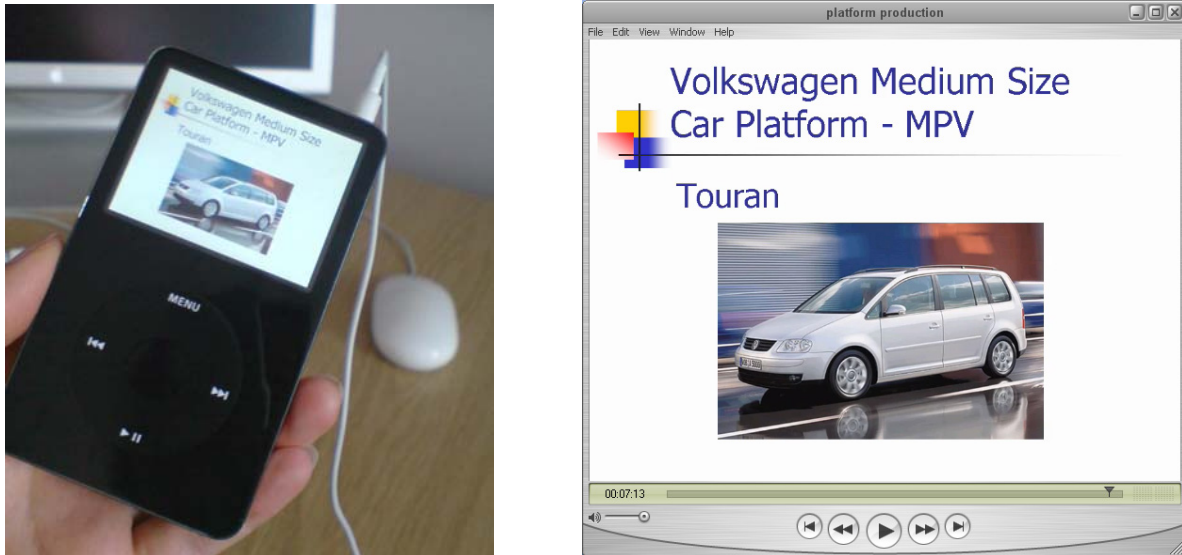 Volkswagen Medium Size
Car Platform - MPV
Touran
MENU
platform production
File Edit View Window Help
Volkswagen Medium Size
Car Platform - MPV
Touran
00:07:13